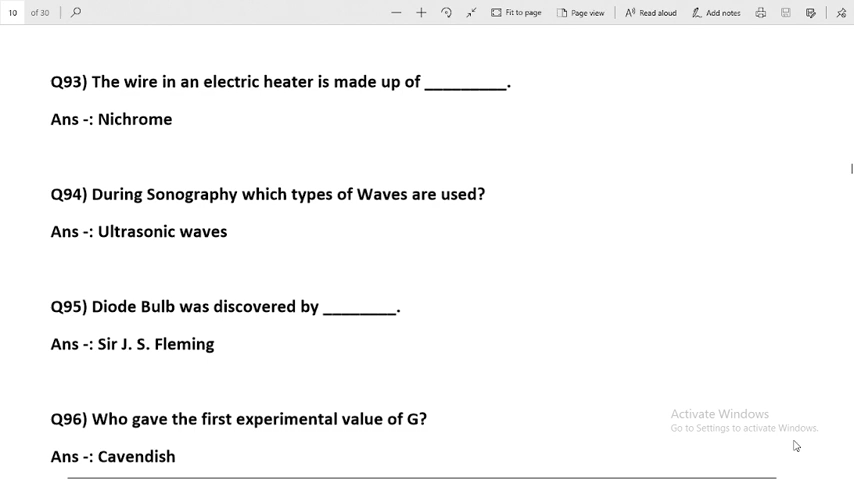 10 of 30 Fit to page Page view Read aloud Add notes
Q93) The wire in an electric heater is made up of _________.
Ans -: Nichrome
Q94) During Sonography which types of Waves are used?
Ans -: Ultrasonic waves
Q95) Diode Bulb was discovered by ________.
Ans -: Sir J. S. Fleming
Q96) Who gave the first experimental value of G?
Activate Windows
Go to Settings to activate Windows.
Ans -: Cavendish